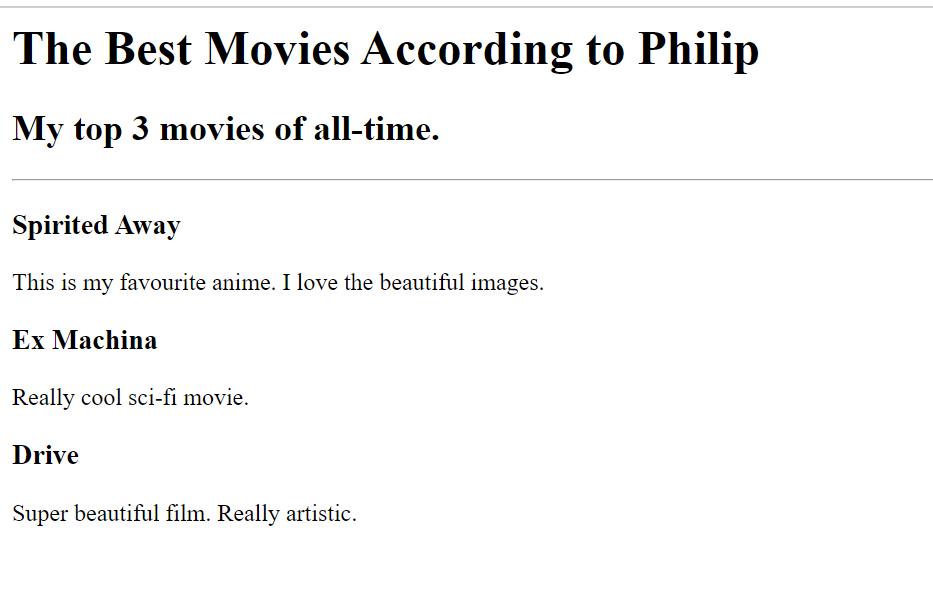 The Best Movies According to Philip
My top 3 movies of all-time.
Spirited Away
This is my favourite anime. I love the beautiful images.
Ex Machina
Really cool sci-fi movie.
Drive
Super beautiful film. Really artistic.